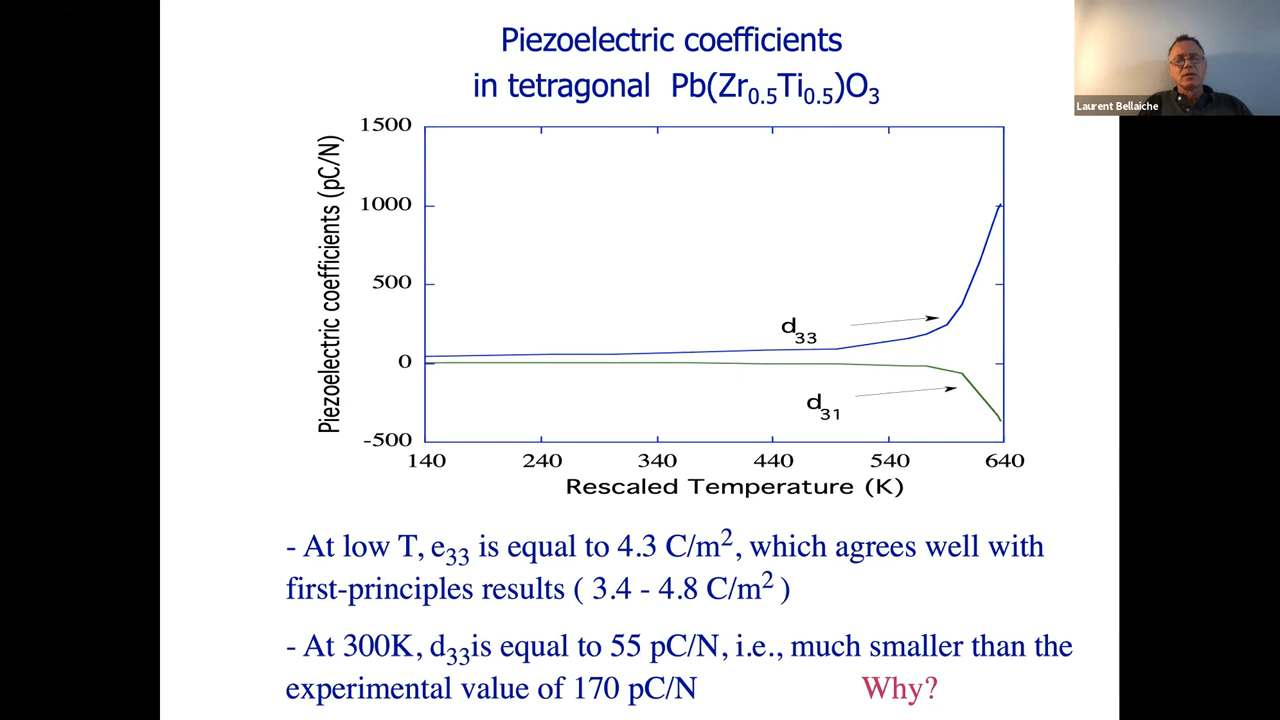 Piezoelectric coefficients
in tetragonal Pb(Zr0.5Ti0.5)O3
Laurent Bellaiche
Piezoelectric coefficients (pC/N)
1500
1000
500
0
-500
d33
d31
140 240 340 440 540 640
Rescaled Temperature (K)
- At low T, e33 is equal to 4.3 C/m2, which agrees well with
first-principles results ( 3.4 - 4.8 C/m2 )
- At 300K, d33is equal to 55 pC/N, i.e., much smaller than the
experimental value of 170 pC/N Why?